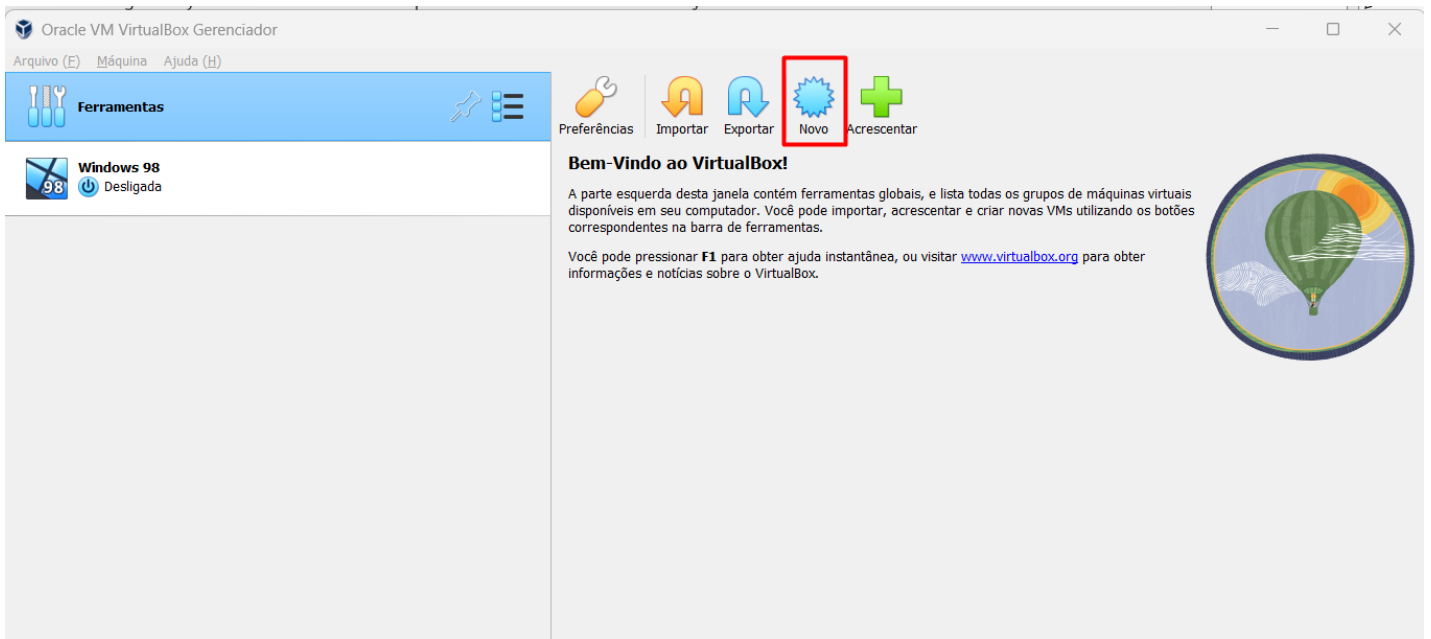 Oracle VM VirtualBox Gerenciador
Arquivo (F) Máquina Ajuda (H)
Ferramentas
Windows 98
98
Desligada
Preferências Importar Exportar Novo Acrescentar
Bem-Vindo ao VirtualBox!
A parte esquerda desta janela contém ferramentas globais, e lista todas os grupos de máquinas virtuais
disponíveis em seu computador. Você pode importar, acrescentar e criar novas VMs utilizando os botões
correspondentes na barra de ferramentas.
Você pode pressionar F1 para obter ajuda instantânea, ou visitar www.virtualbox.org para obter
informações e notícias sobre o VirtualBox.